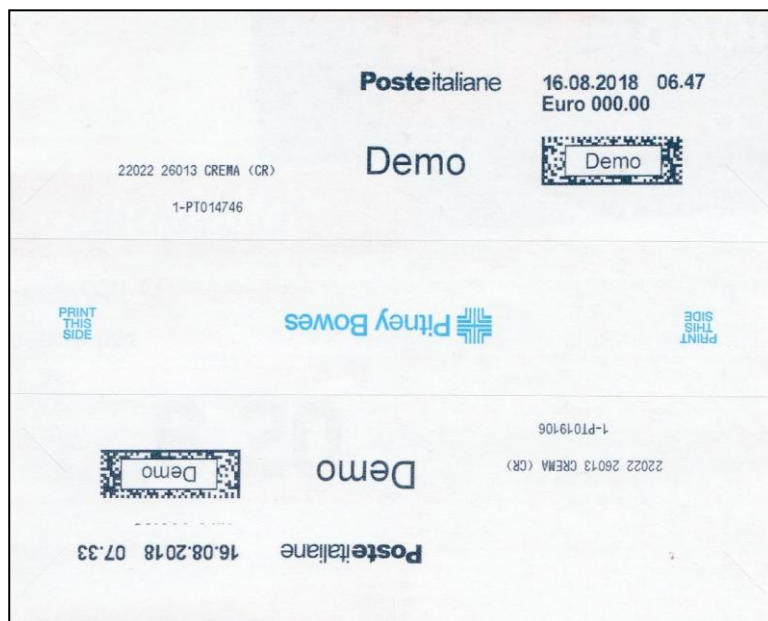 Posteitaliane 16.08.2018 06.47
Euro 000.00
Demo Demo
22022 26013 CREMA (CR)
1-PT014746
PRINT
THIS
SIDE
Pitney Bowes
PRINT
THIS
SIDE
Posteitaliane 16.08.2018 07.33
Demo Demo
22022 26013 CREMA (CR)
1-PT019106